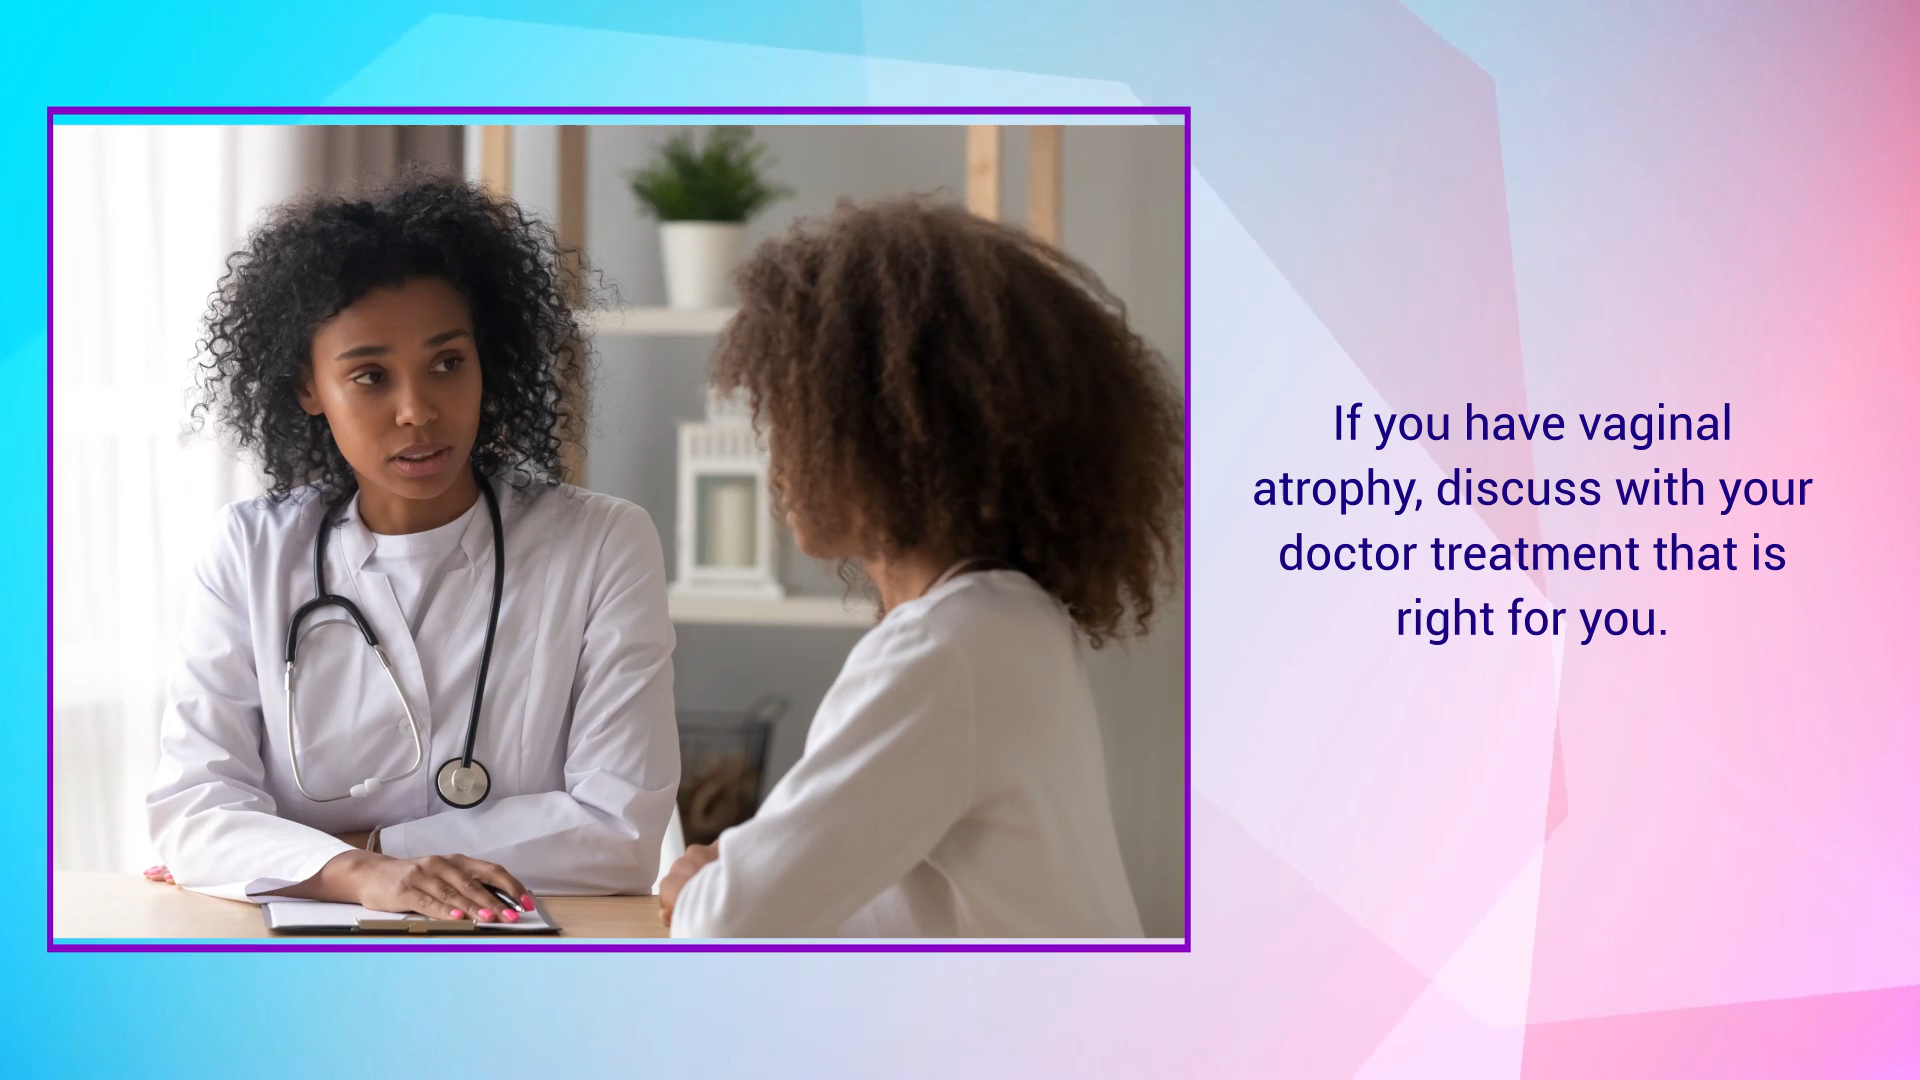 If you have vaginal
atrophy, discuss with your
doctor treatment that is
right for you.